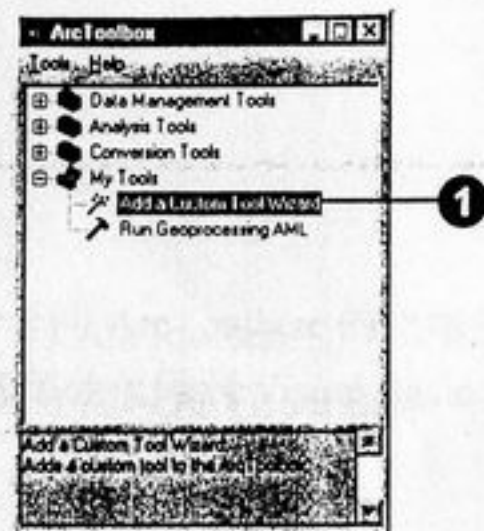 ArcToolbox
Tools Help
Data Management Tools
Analysis Tools
Conversion Tools
My Tools
Add a Custom Tool Wizard
1
Run Geoprocessing AML
Add a Custom Tool Wizard:
Adds a custom tool to the ArcToolbox